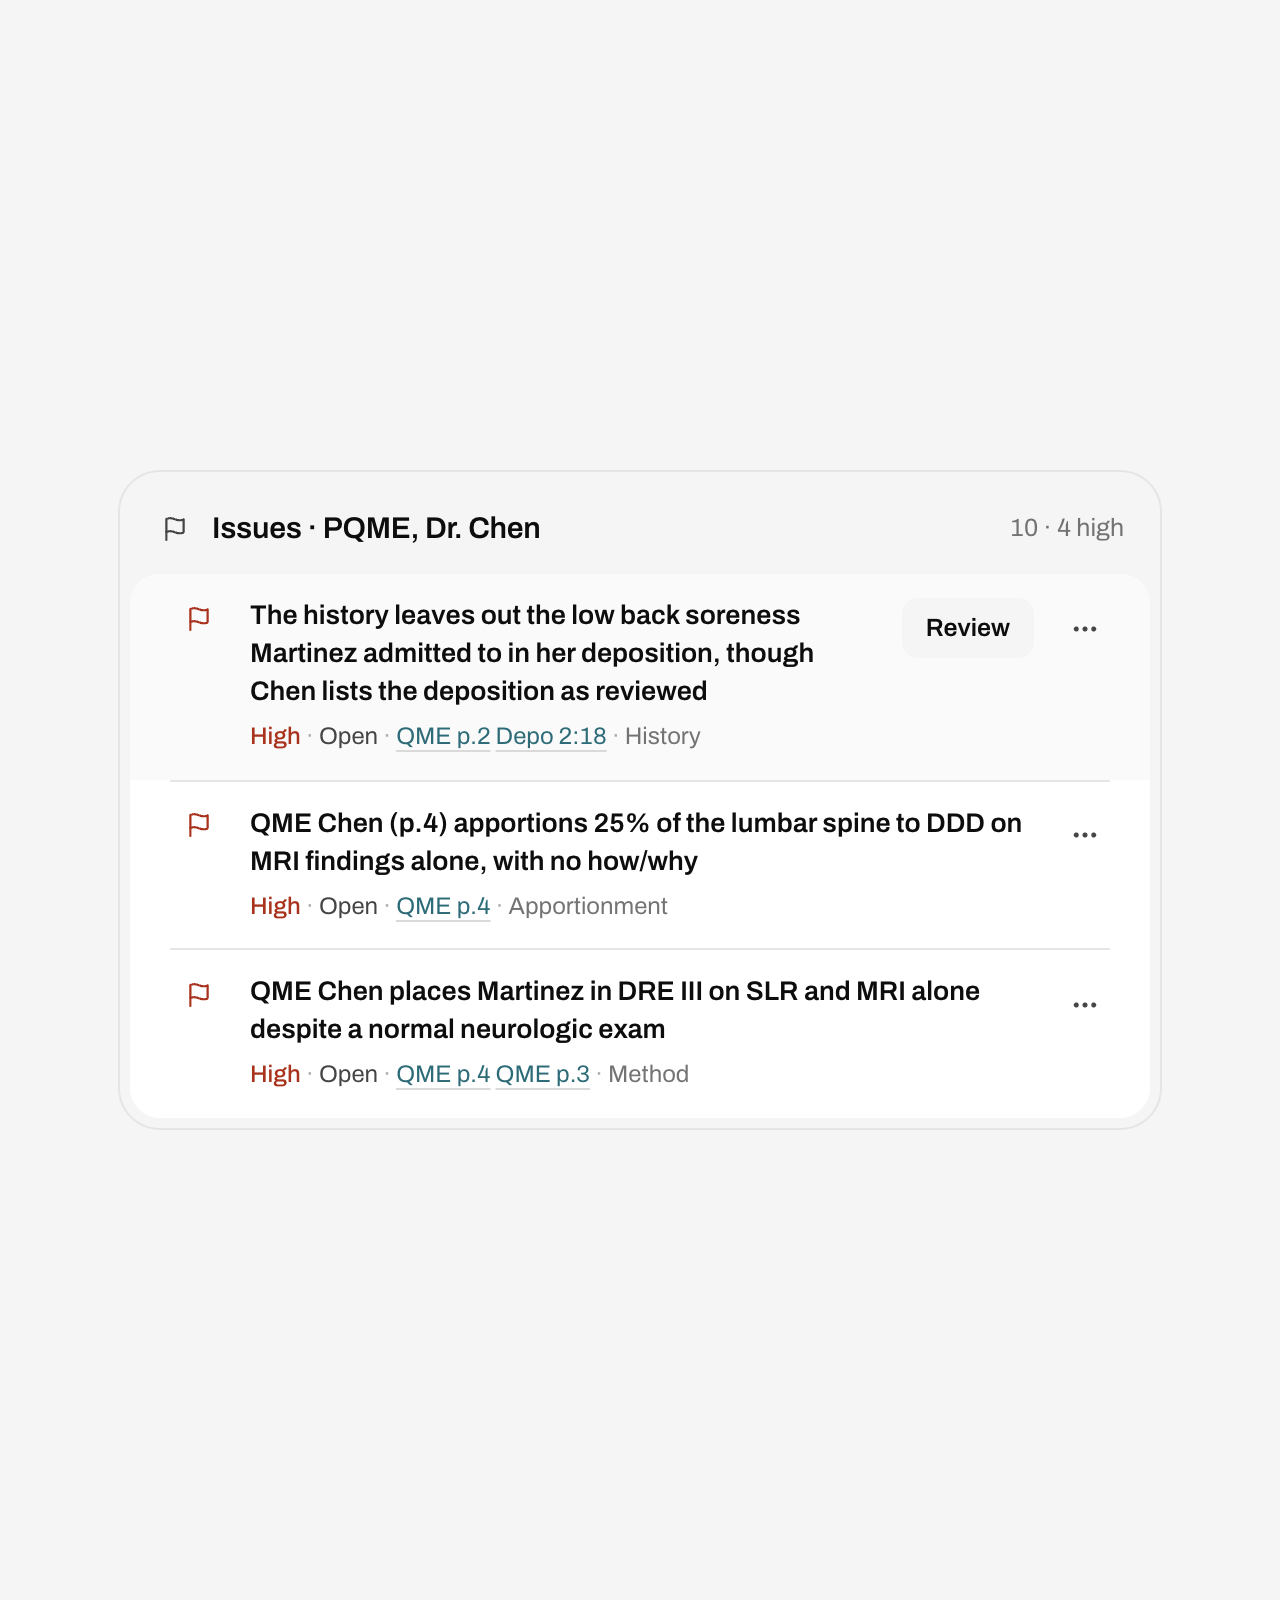 Issues · PQME, Dr. Chen
10 · 4 high
The history leaves out the low back soreness
Martinez admitted to in her deposition, though
Chen lists the deposition as reviewed
Review
High · Open · QME p.2 Depo 2:18 · History
QME Chen (p.4) apportions 25% of the lumbar spine to DDD on
MRI findings alone, with no how/why
High · Open · QME p.4 · Apportionment
QME Chen places Martinez in DRE III on SLR and MRI alone
despite a normal neurologic exam
High · Open · QME p.4 QME p.3 · Method